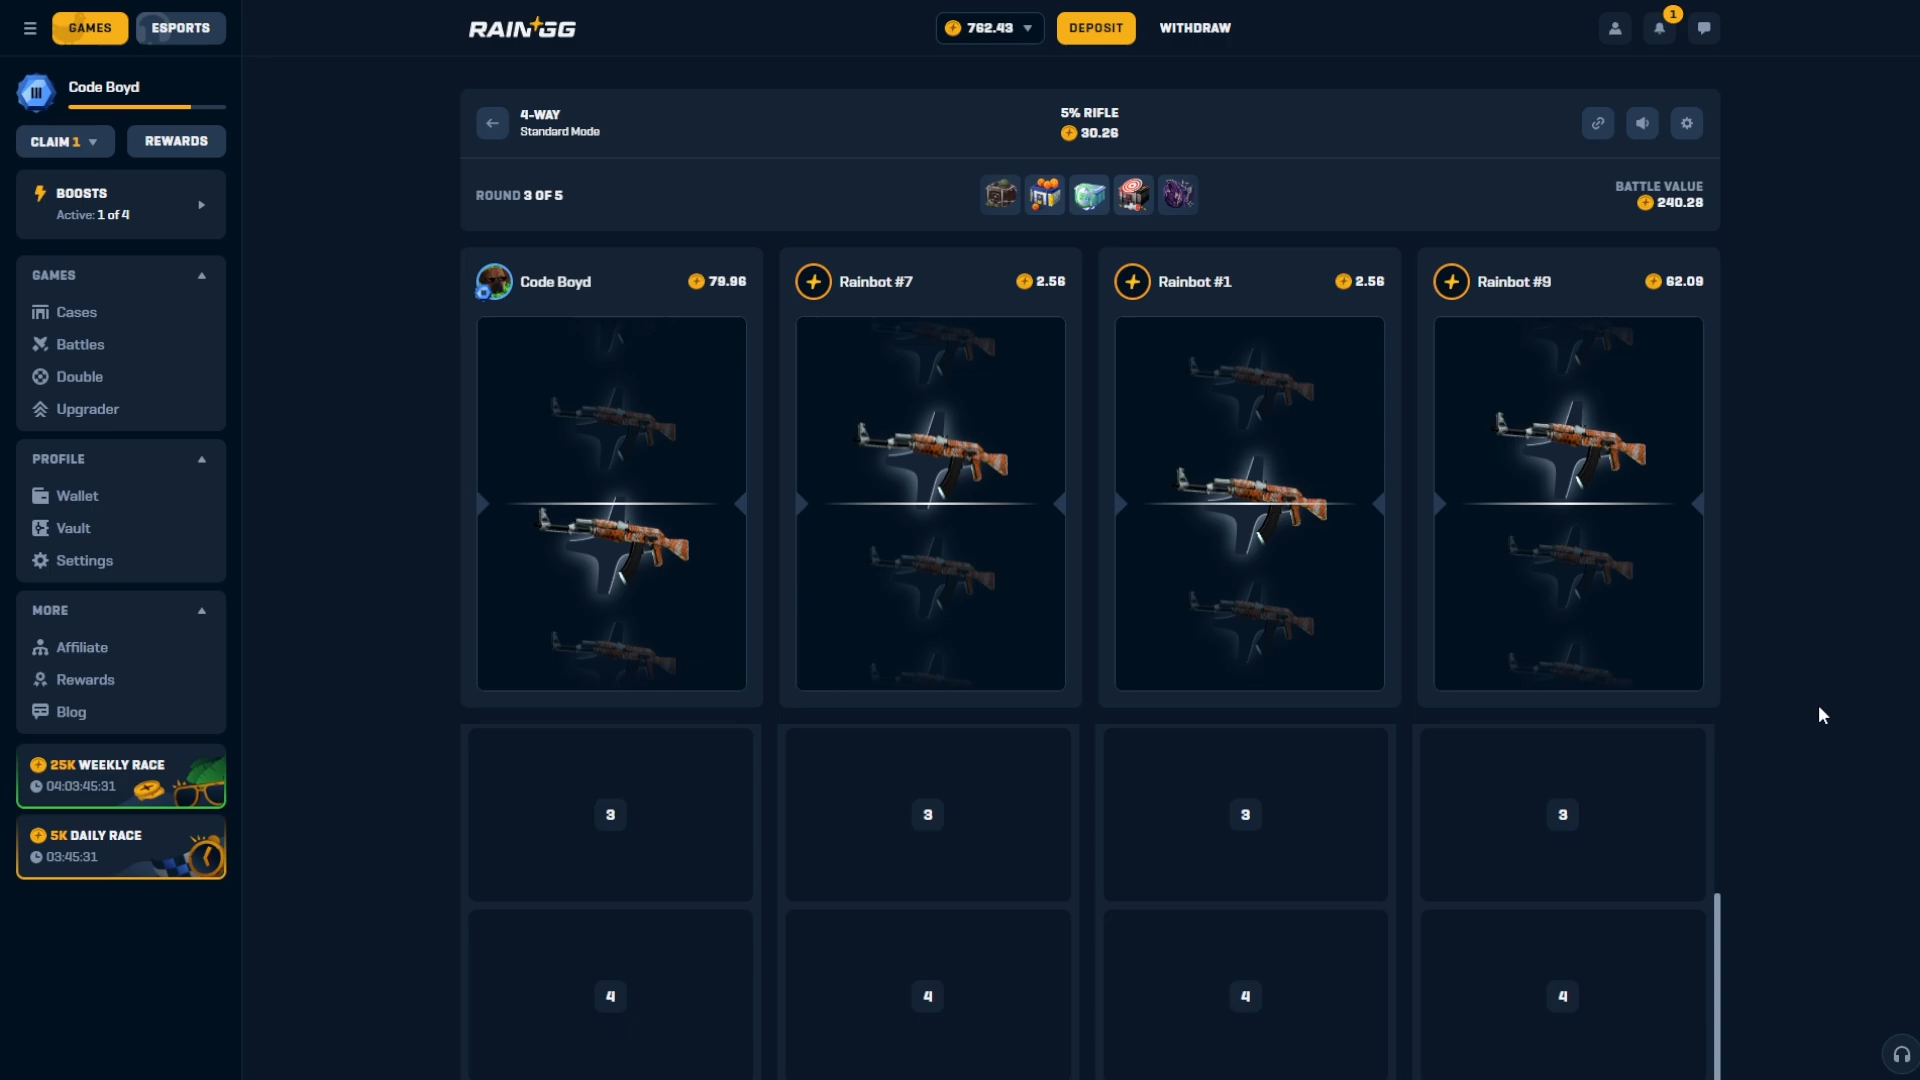 GAMES
ESPORTS
RAIN GG
762.43
DEPOSIT
WITHDRAW
1
III
Code Boyd
CLAIM 1
REWARDS
BOOSTS
Active: 1 of 4
GAMES
Cases
Battles
Double
Upgrader
PROFILE
Wallet
Vault
Settings
MORE
Affiliate
Rewards
Blog
25K WEEKLY RACE
04:03:45:31
5K DAILY RACE
03:45:31
4-WAY
Standard Mode
5% RIFLE
30.26
ROUND 3 OF 5
BATTLE VALUE
240.28
Code Boyd
79.96
Rainbot #7
2.56
Rainbot #1
2.56
Rainbot #9
62.09
3
3
3
3
4
4
4
4